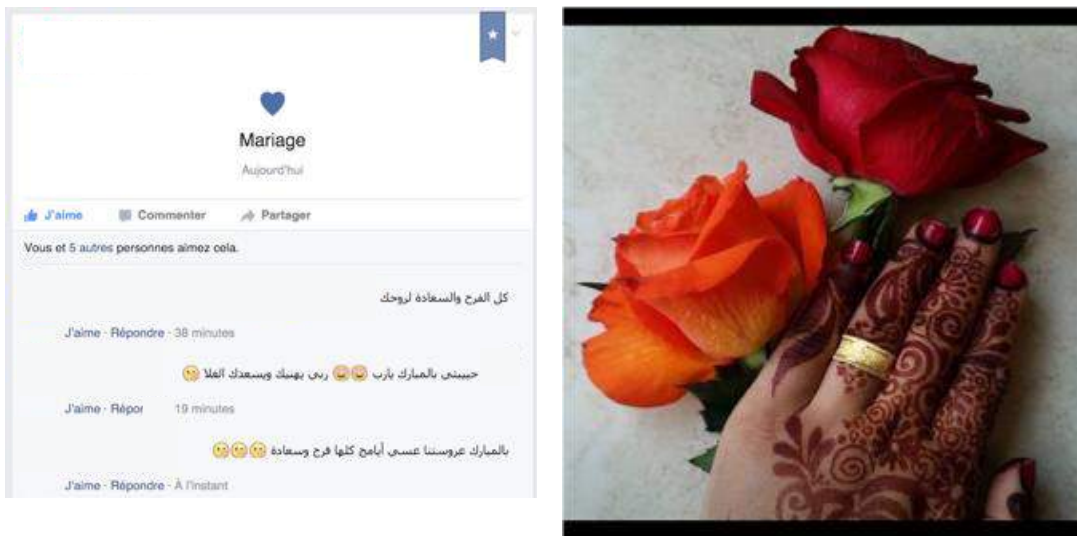 Mariage
Aujourd'hui
J'aime Commenter Partager
Vous et 5 autres personnes aimez cela.
كل الفرح والسعادة لروحك
J'aime · Répondre · 38 minutes
حبيبتي بالمبارك يارب 😄😄 ربي يهنيك ويسعدك الغلا 😘
J'aime · Répor 19 minutes
بالمبارك عروستنا عسى أيامج كلها فرح وسعادة 😘😘😘
J'aime · Répondre · À l'instant